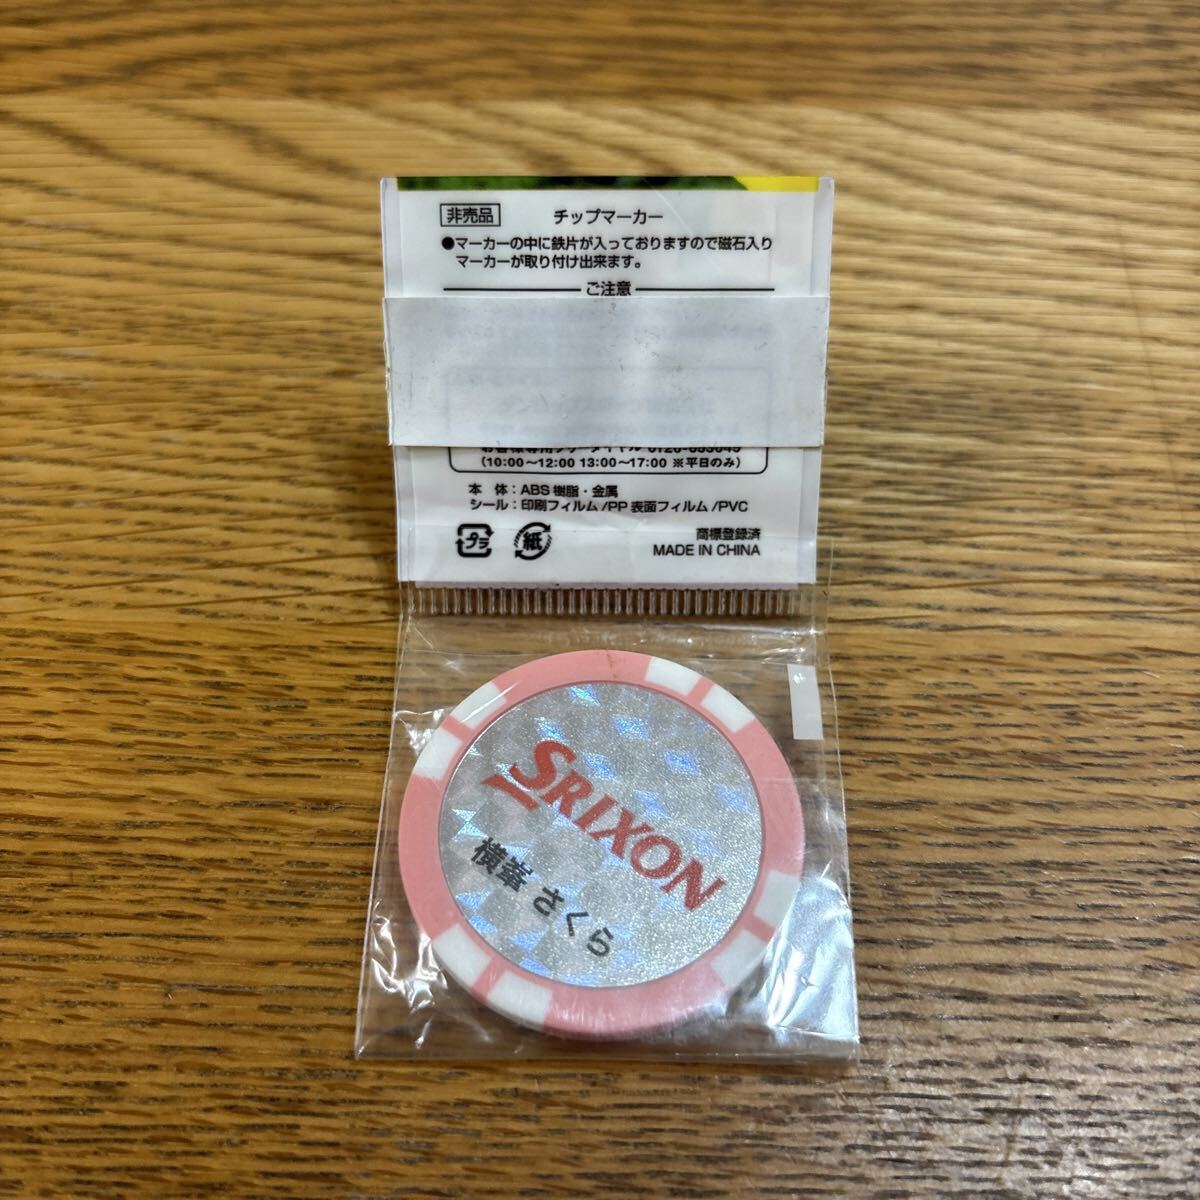 非売品 チップマーカー
●マーカーの中に鉄片が入っておりますので磁石入り
マーカーが取り付け出来ます。
ご注意
(10:00～12:00 13:00～17:00 ※平日のみ)
本 体：ABS樹脂・金属
シール：印刷フィルム/PP表面フィルム/PVC
プラ 紙 商標登録済
MADE IN CHINA
SRIXON
横峯 さくら